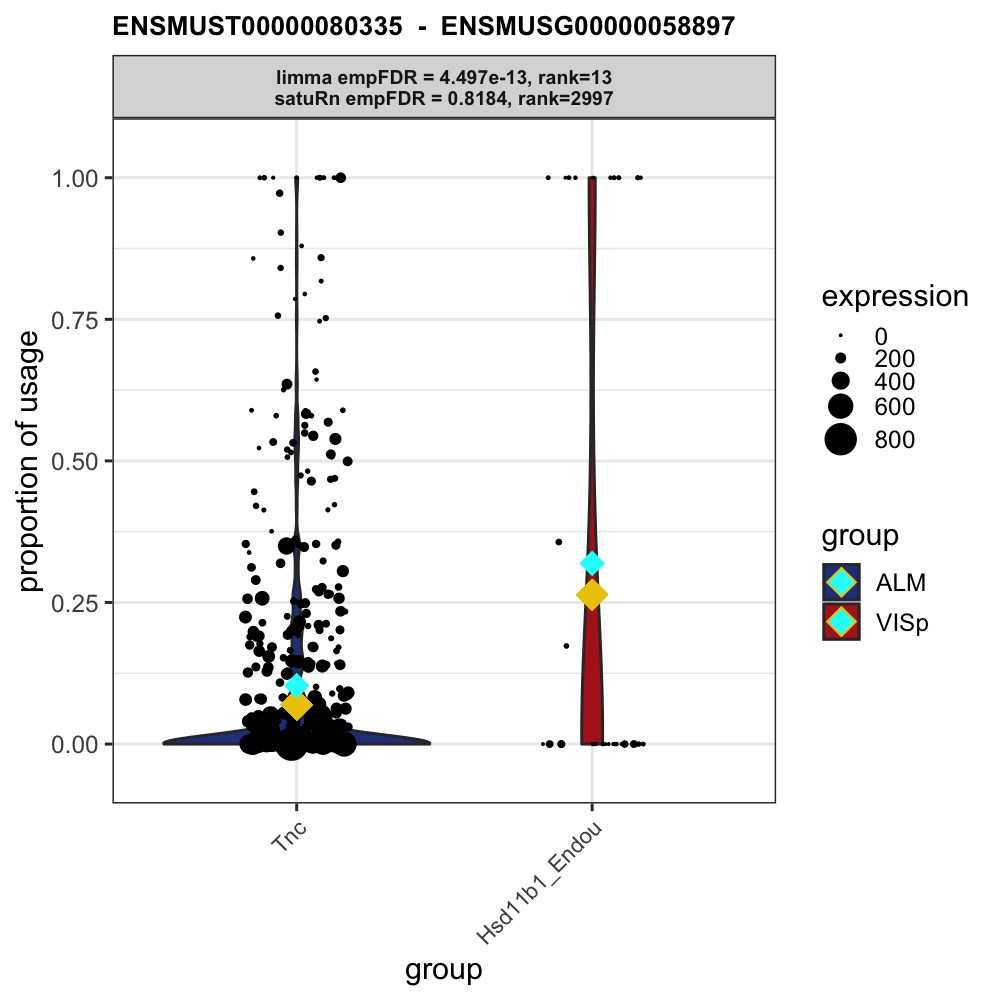 ENSMUST00000080335 - ENSMUSG00000058897
limma empFDR = 4.497e-13, rank=13
satuRn empFDR = 0.8184, rank=2997
proportion of usage
1.00
0.75
0.50
0.25
0.00
Tnc
Hsd11b1_Endou
group
expression
0
200
400
600
800
group
ALM
VISp